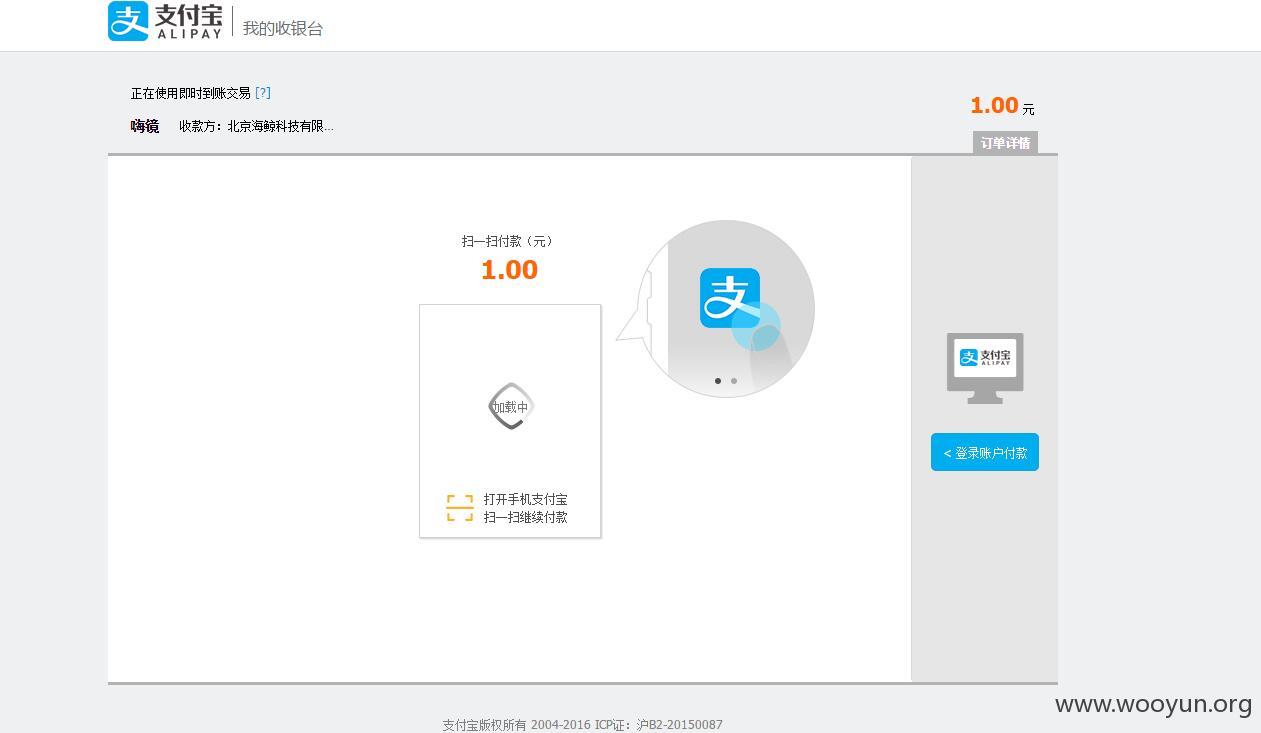 支付宝
ALIPAY
我的收银台
正在使用即时到账交易 [?]
嗨镜 收款方：北京海鲸科技有限...
1.00 元
订单详情
扫一扫付款（元）
1.00
支
加载中
打开手机支付宝
扫一扫继续付款
支付宝
ALIPAY
< 登录账户付款
www.wooyun.org
支付宝版权所有 2004-2016 ICP证：沪B2-20150087